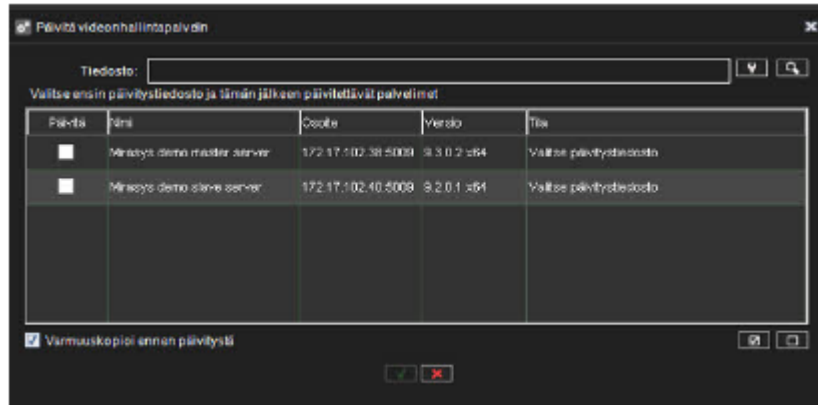 Päivitä videonhallintapalvelin
Tiedosto:
Valitse ensin päivitystiedosto ja tämän jälkeen päivitettävät palvelimet
Päivitä Nimi Osoite Versio Tila
Mirasys demo master server 172.17.102.38:5009 9.3.0.2 x64 Valitse päivitystiedosto
Mirasys demo slave server 172.17.102.40:5009 9.2.0.1 x64 Valitse päivitystiedosto
Varmuuskopioi ennen päivitystä